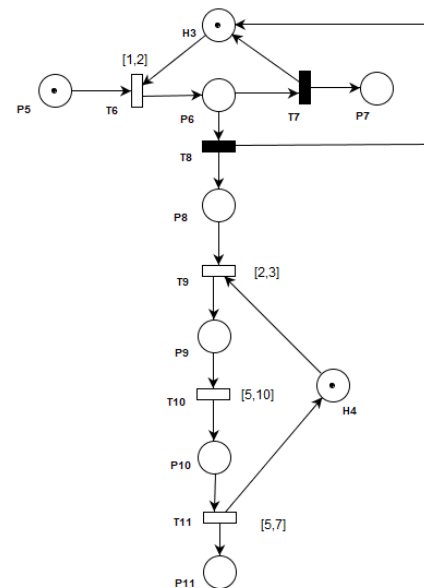 H3
[1,2]
P5
T6
P6
T7
P7
T8
P8
T9
[2,3]
P9
T10
[5,10]
H4
P10
T11
[5,7]
P11